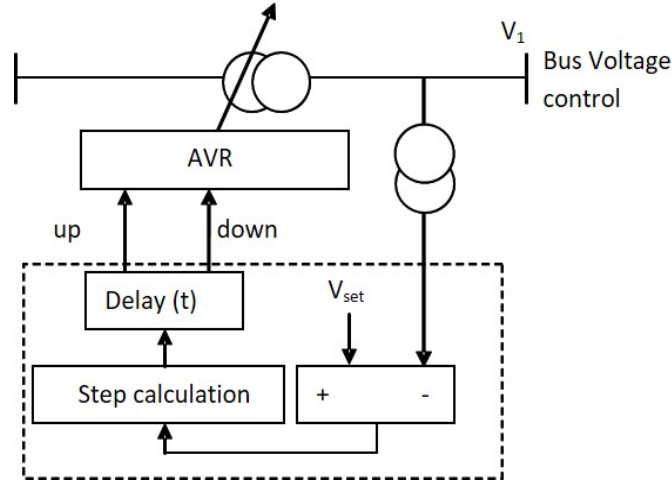 V₁
Bus Voltage
control
AVR
up
down
Delay (t)
Vₛₑₜ
Step calculation
+
-